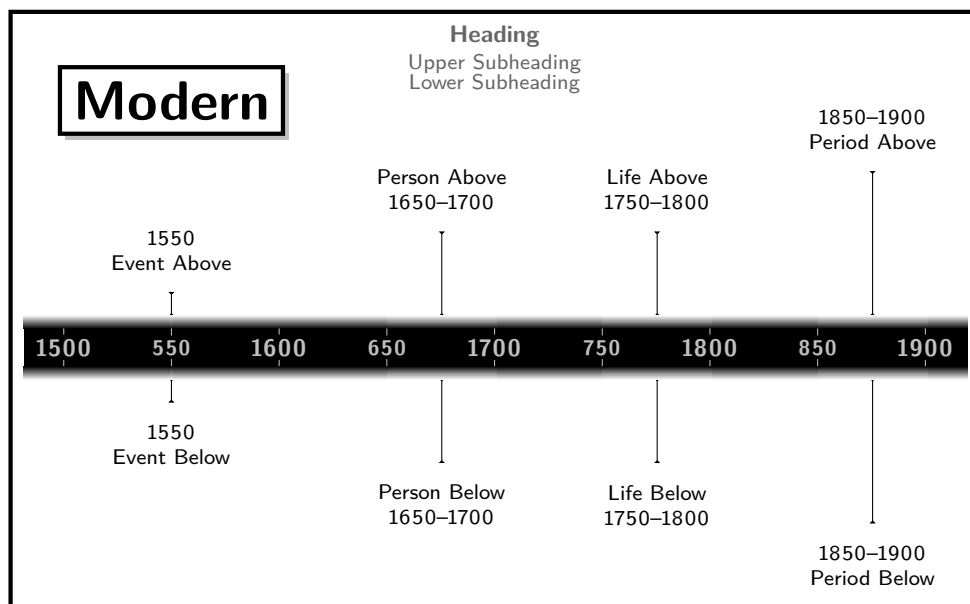 Heading
Upper Subheading
Lower Subheading
Modern
1850–1900
Period Above
Person Above
1650–1700
Life Above
1750–1800
1550
Event Above
1500 550 1600 650 1700 750 1800 850 1900
1550
Event Below
Person Below
1650–1700
Life Below
1750–1800
1850–1900
Period Below